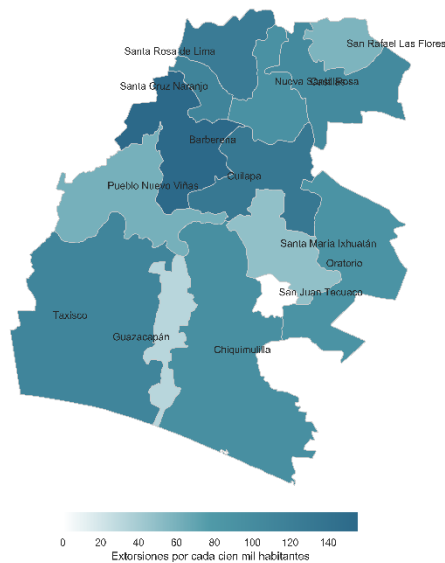 San Rafael Las Flores
Santa Rosa de Lima
Nueva Santa Rosa
Casillas
Santa Cruz Naranjo
Barberena
Cuilapa
Pueblo Nuevo Viñas
Santa María Ixhuatán
Oratorio
San Juan Tecuaco
Taxisco
Guazacapán
Chiquimulilla
0 20 40 60 80 100 120 140
Extorsiones por cada cien mil habitantes